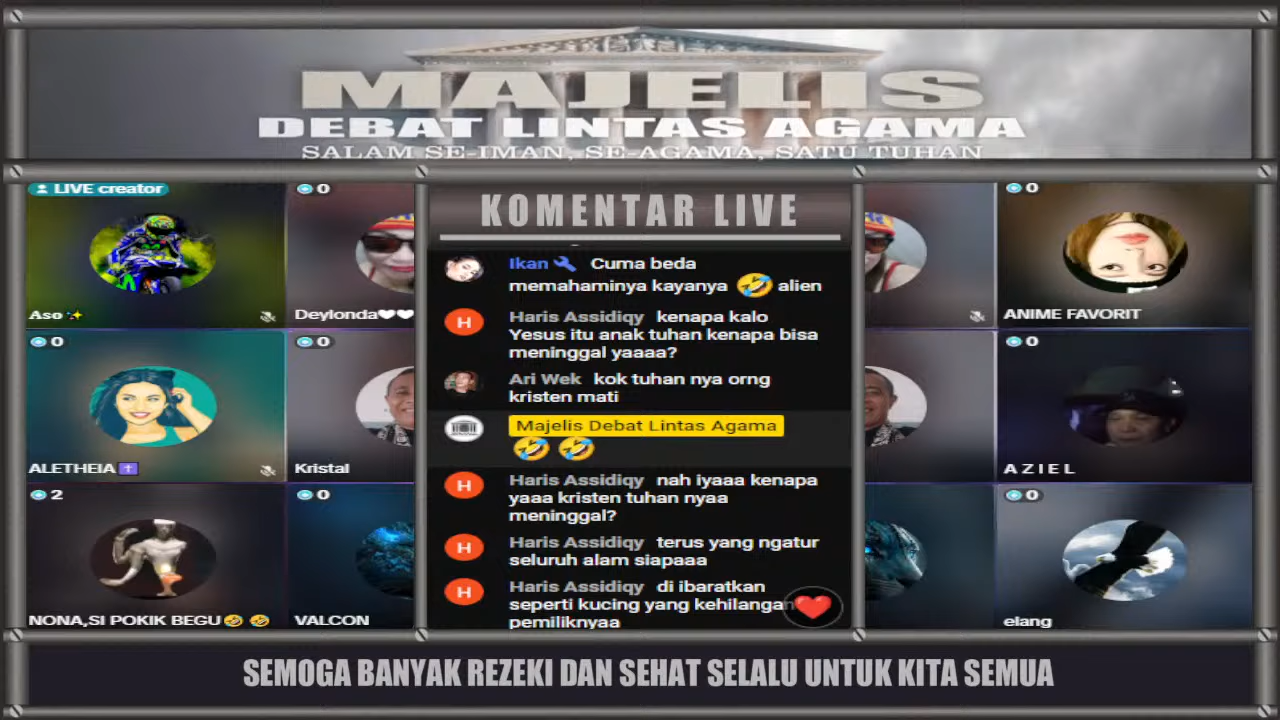 MAJELIS
DEBAT LINTAS AGAMA
SALAM SE-IMAN, SE-AGAMA, SATU TUHAN
LIVE creator
Aso
0
Deylonda
0
ALETHEIA
0
Kristal
2
NONA,SI POKIK BEGU
0
VALCON
KOMENTAR LIVE
Ikan Cuma beda
memahaminya kayanya 🤣 alien
Haris Assidiqy kenapa kalo
Yesus itu anak tuhan kenapa bisa
meninggal yaaaa?
Ari Wek kok tuhan nya orng
kristen mati
Majelis Debat Lintas Agama
🤣 🤣
Haris Assidiqy nah iyaaa kenapa
yaaa kristen tuhan nyaa
meninggal?
Haris Assidiqy terus yang ngatur
seluruh alam siapaaa
Haris Assidiqy di ibaratkan
seperti kucing yang kehilangan
pemiliknyaa
0
ANIME FAVORIT
0
A Z I E L
0
elang
SEMOGA BANYAK REZEKI DAN SEHAT SELALU UNTUK KITA SEMUA